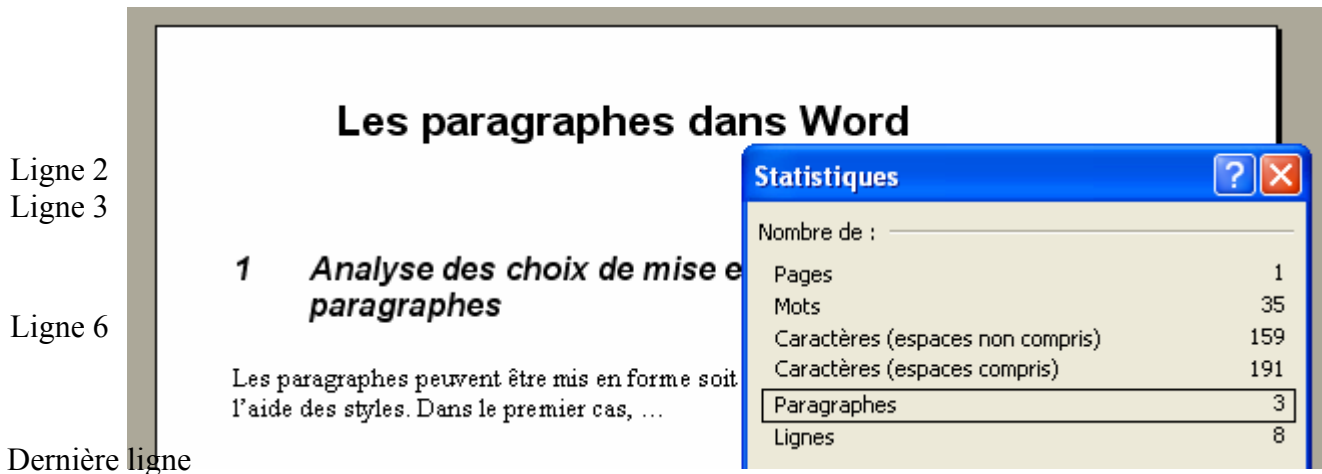 Les paragraphes dans Word
Ligne 2
Ligne 3
1 Analyse des choix de mise e
paragraphes
Ligne 6
Les paragraphes peuvent être mis en forme soit
l'aide des styles. Dans le premier cas, …
Dernière ligne
Statistiques
Nombre de :
Pages 1
Mots 35
Caractères (espaces non compris) 159
Caractères (espaces compris) 191
Paragraphes 3
Lignes 8